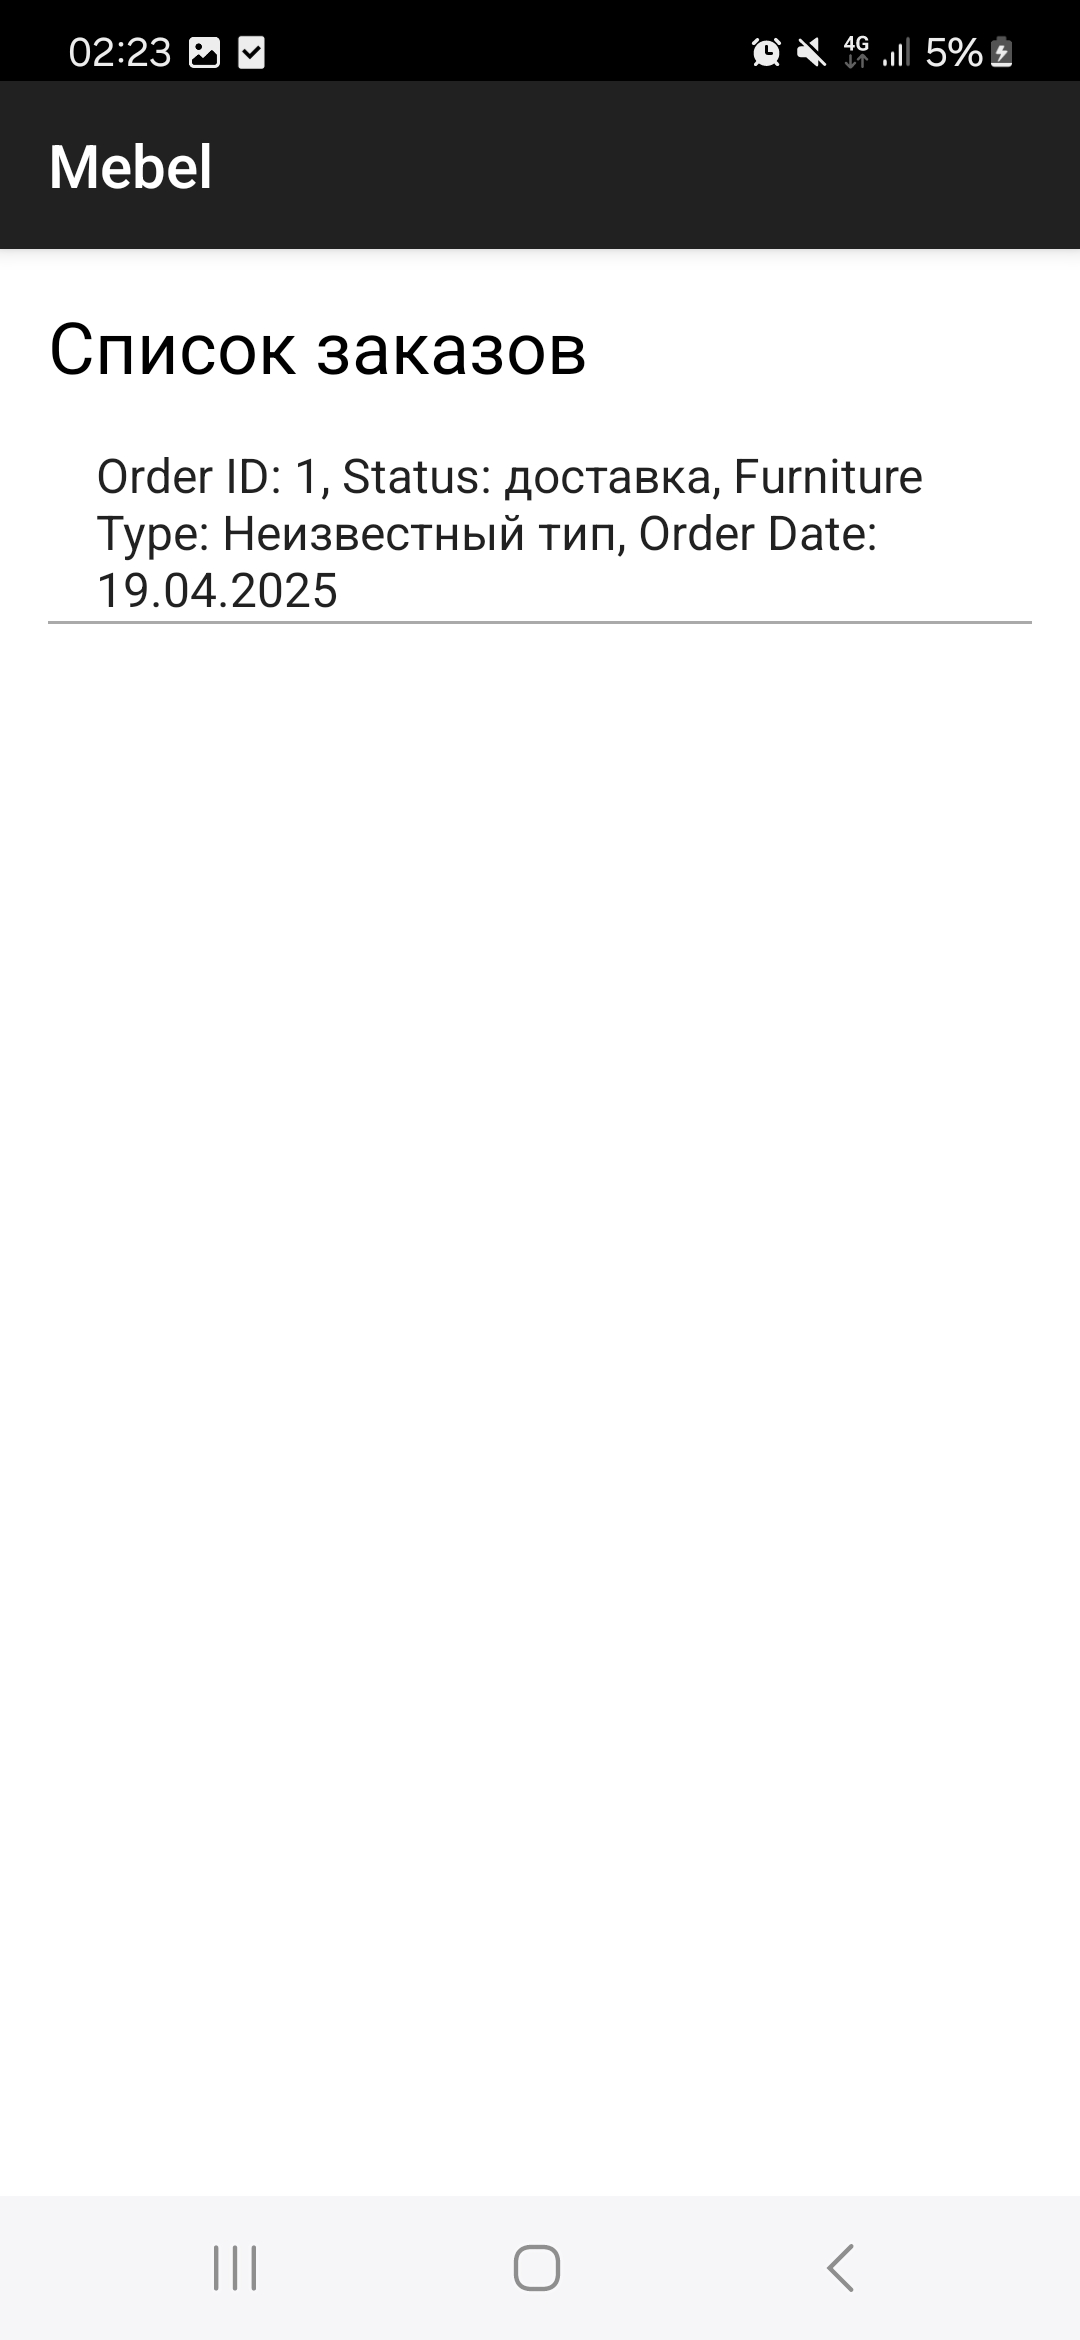 02:23 4G 5%
Mebel
Список заказов
Order ID: 1, Status: доставка, Furniture
Type: Неизвестный тип, Order Date:
19.04.2025